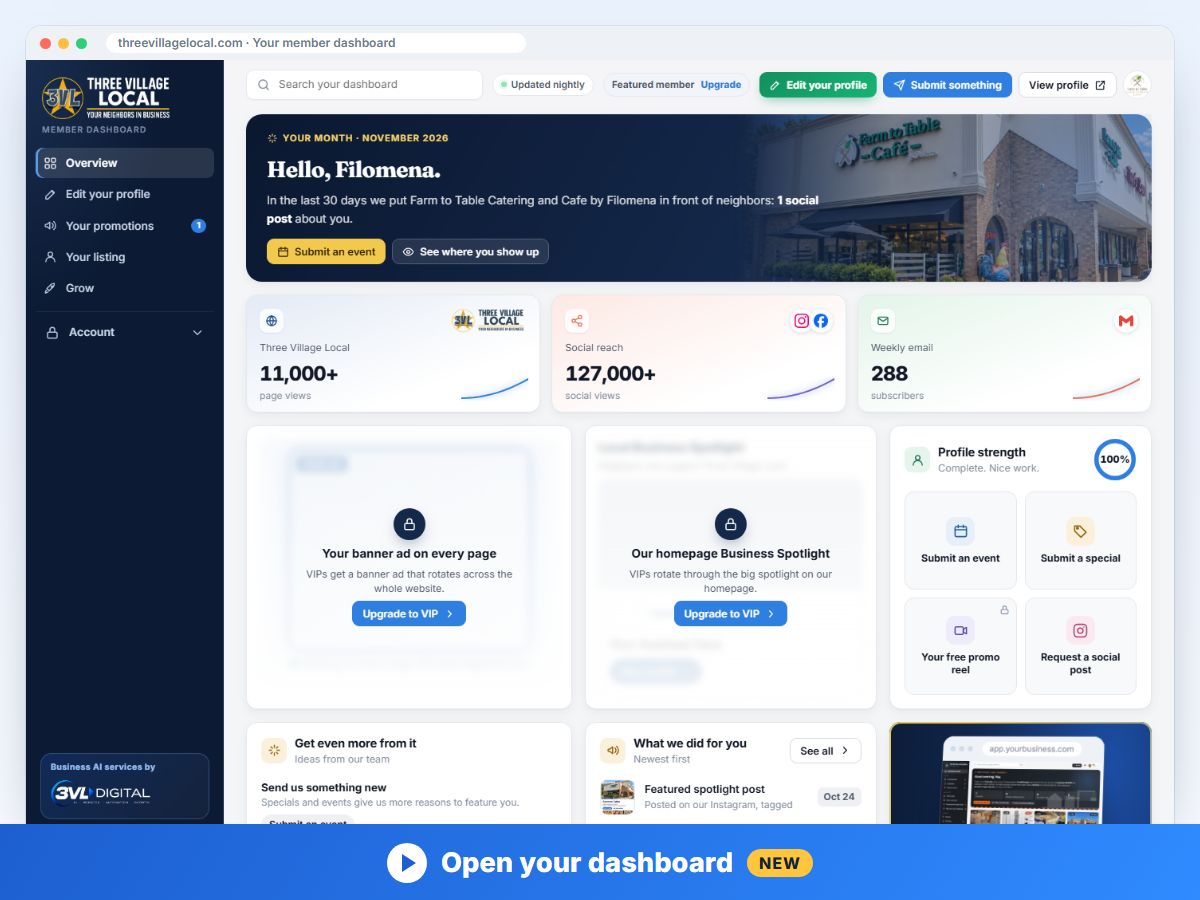 threevillagelocal.com · Your member dashboard
3VL THREE VILLAGE
LOCAL
YOUR NEIGHBORS IN BUSINESS
MEMBER DASHBOARD
Overview
Edit your profile
Your promotions 1
Your listing
Grow
Account
Business AI services by
3VL DIGITAL
Search your dashboard
Updated nightly
Featured member Upgrade
Edit your profile
Submit something
View profile
YOUR MONTH · NOVEMBER 2026
Hello, Filomena.
In the last 30 days we put Farm to Table Catering and Cafe by Filomena in front of neighbors: 1 social
post about you.
Submit an event
See where you show up
Farm to Table
Café
3VL THREE VILLAGE
LOCAL
Three Village Local
11,000+
page views
Social reach
127,000+
social views
Weekly email
288
subscribers
Your banner ad on every page
VIPs get a banner ad that rotates across the
whole website.
Upgrade to VIP
Our homepage Business Spotlight
VIPs rotate through the big spotlight on our
homepage.
Upgrade to VIP
Profile strength
Complete. Nice work.
100%
Submit an event
Submit a special
Your free promo
reel
Request a social
post
Get even more from it
Ideas from our team
Send us something new
Specials and events give us more reasons to feature you.
Submit an event
What we did for you
Newest first
See all
Featured spotlight post
Posted on our Instagram, tagged
Oct 24
app.yourbusiness.com
Open your dashboard NEW